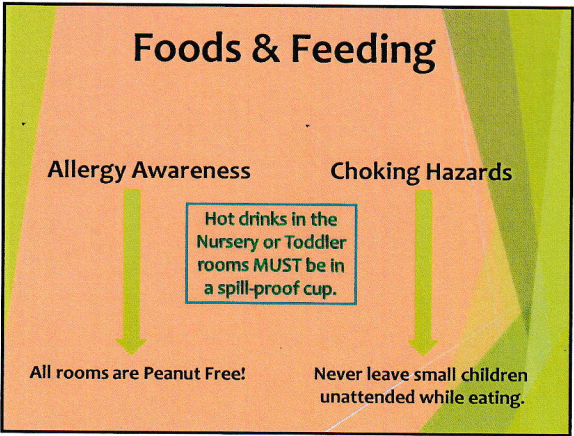 Foods & Feeding
Allergy Awareness
Choking Hazards
Hot drinks in the
Nursery or Toddler
rooms MUST be in
a spill-proof cup.
All rooms are Peanut Free!
Never leave small children
unattended while eating.